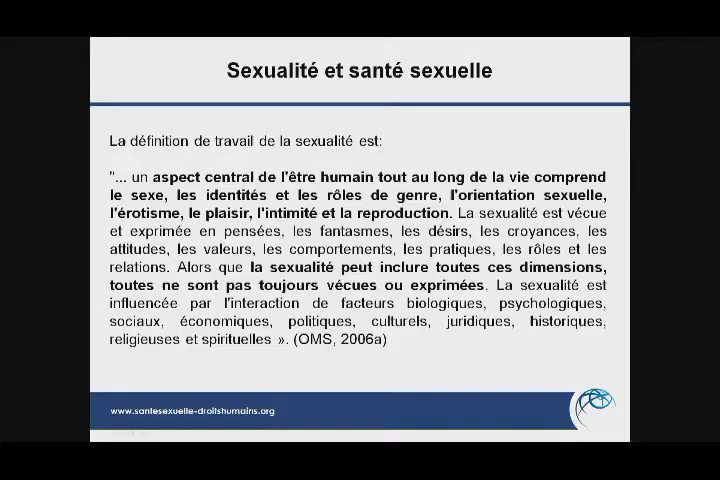 Sexualité et santé sexuelle
La définition de travail de la sexualité est:
"... un aspect central de l'être humain tout au long de la vie comprend
le sexe, les identités et les rôles de genre, l'orientation sexuelle,
l'érotisme, le plaisir, l'intimité et la reproduction. La sexualité est vécue
et exprimée en pensées, les fantasmes, les désirs, les croyances, les
attitudes, les valeurs, les comportements, les pratiques, les rôles et les
relations. Alors que la sexualité peut inclure toutes ces dimensions,
toutes ne sont pas toujours vécues ou exprimées. La sexualité est
influencée par l'interaction de facteurs biologiques, psychologiques,
sociaux, économiques, politiques, culturels, juridiques, historiques,
religieuses et spirituelles ». (OMS, 2006a)
www.santesexuelle-droitshumains.org